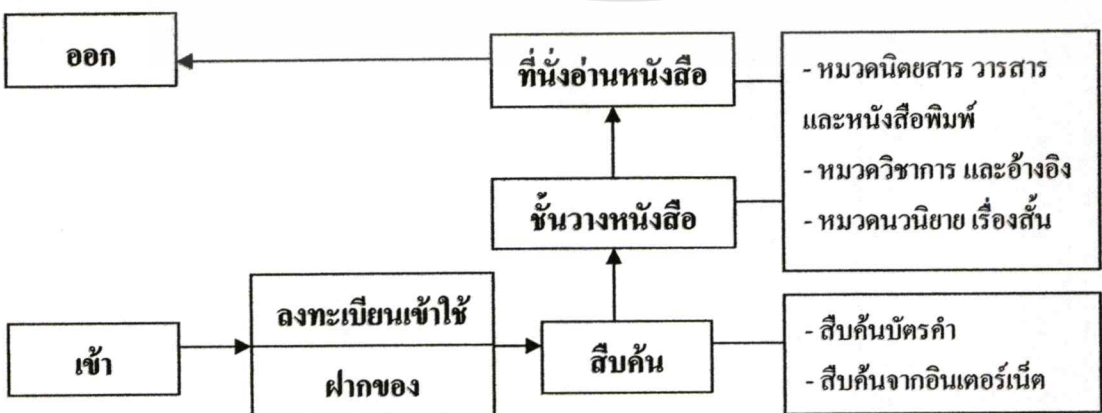 ออก
ที่นั่งอ่านหนังสือ
- หมวดนิตยสาร วารสาร
และหนังสือพิมพ์
- หมวดวิชาการ และอ้างอิง
- หมวดนวนิยาย เรื่องสั้น
ชั้นวางหนังสือ
เข้า
ลงทะเบียนเข้าใช้
ฝากของ
สืบค้น
- สืบค้นบัตรคำ
- สืบค้นจากอินเตอร์เน็ต